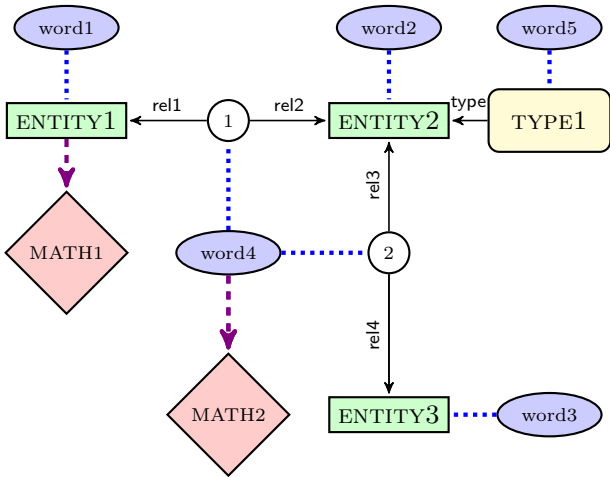 word1
word2
word5
rel1
rel2
type
ENTITY1
1
ENTITY2
TYPE1
rel3
MATH1
word4
2
rel4
MATH2
ENTITY3
word3